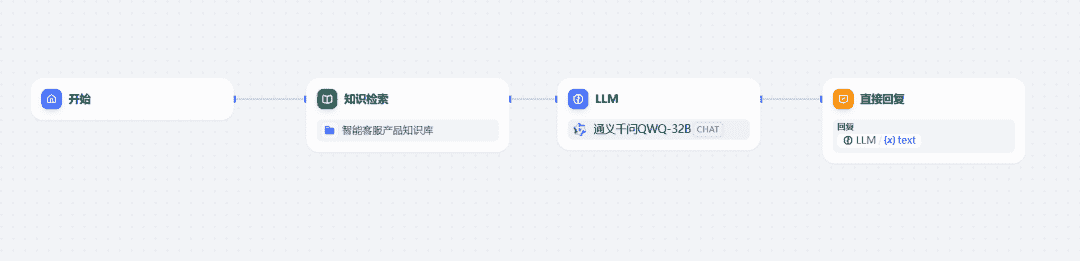 开始
知识检索
智能客服产品知识库
LLM
通义千问QWQ-32B CHAT
直接回复
回复
LLM / {x} text